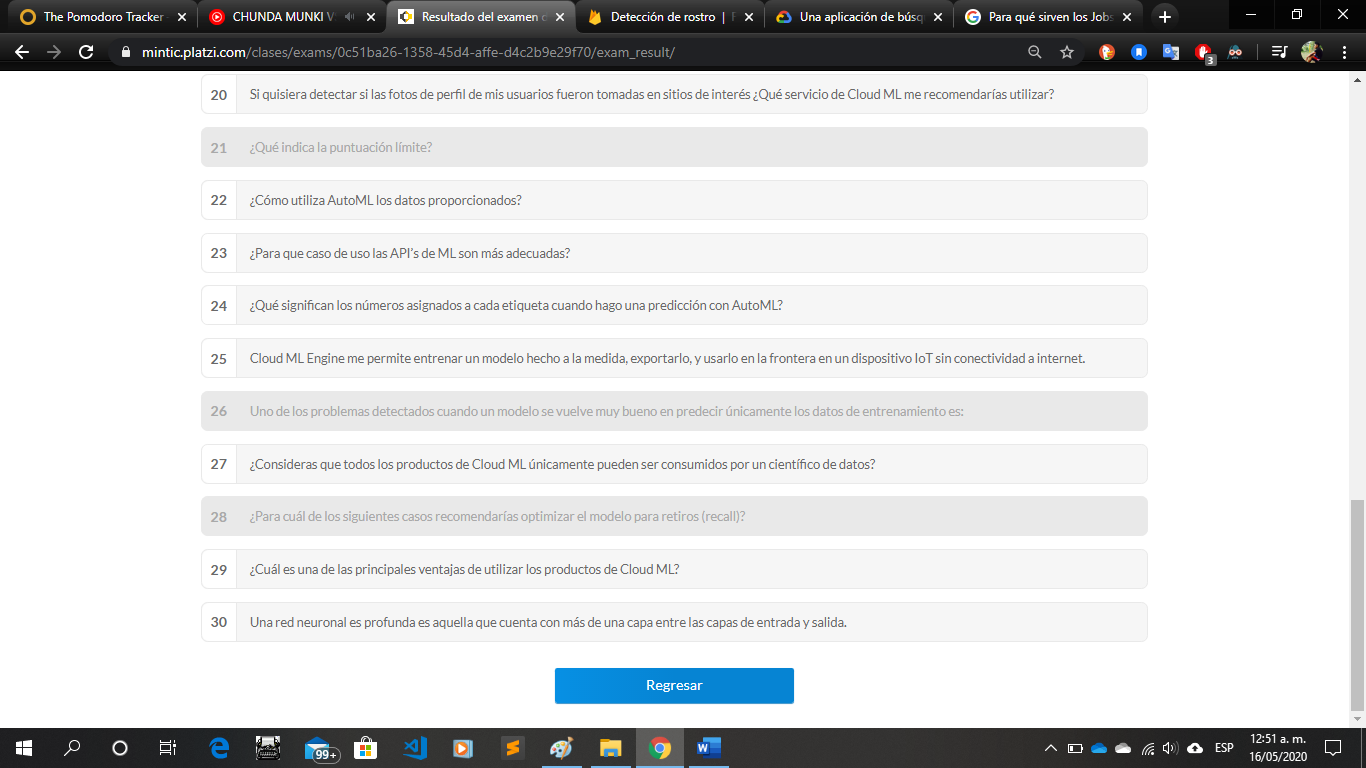 The Pomodoro Tracker
CHUNDA MUNKI V
Resultado del examen
Detección de rostro |
Una aplicación de búsq
Para qué sirven los Jobs
mintic.platzi.com/clases/exams/0c51ba26-1358-45d4-affe-d4c2b9e29f70/exam_result/
3
20 Si quisiera detectar si las fotos de perfil de mis usuarios fueron tomadas en sitios de interés ¿Qué servicio de Cloud ML me recomendarías utilizar?
21 ¿Qué indica la puntuación límite?
22 ¿Cómo utiliza AutoML los datos proporcionados?
23 ¿Para que caso de uso las API's de ML son más adecuadas?
24 ¿Qué significan los números asignados a cada etiqueta cuando hago una predicción con AutoML?
25 Cloud ML Engine me permite entrenar un modelo hecho a la medida, exportarlo, y usarlo en la frontera en un dispositivo IoT sin conectividad a internet.
26 Uno de los problemas detectados cuando un modelo se vuelve muy bueno en predecir únicamente los datos de entrenamiento es:
27 ¿Consideras que todos los productos de Cloud ML únicamente pueden ser consumidos por un científico de datos?
28 ¿Para cuál de los siguientes casos recomendarías optimizar el modelo para retiros (recall)?
29 ¿Cuál es una de las principales ventajas de utilizar los productos de Cloud ML?
30 Una red neuronal es profunda es aquella que cuenta con más de una capa entre las capas de entrada y salida.
Regresar
99+
ESP
12:51 a. m.
16/05/2020